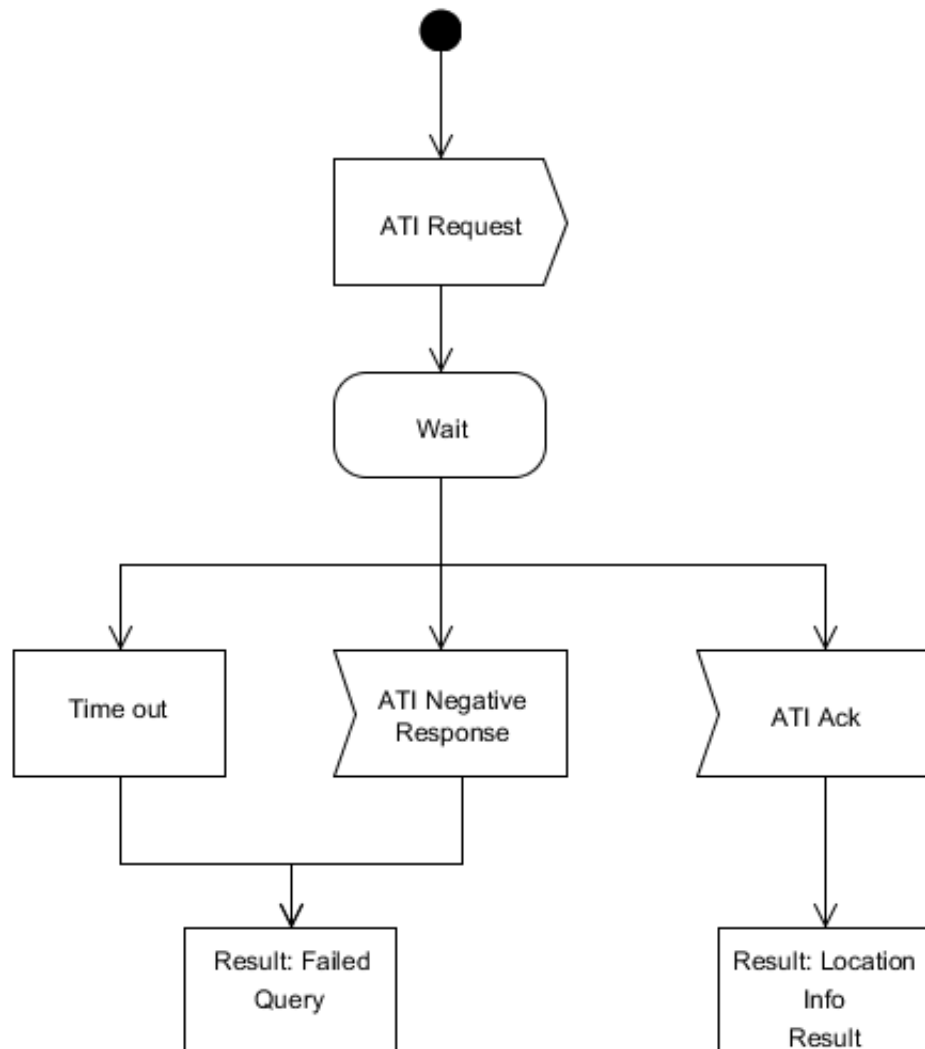 ATI Request
Wait
Time out
ATI Negative
Response
ATI Ack
Result: Failed
Query
Result: Location
Info
Result